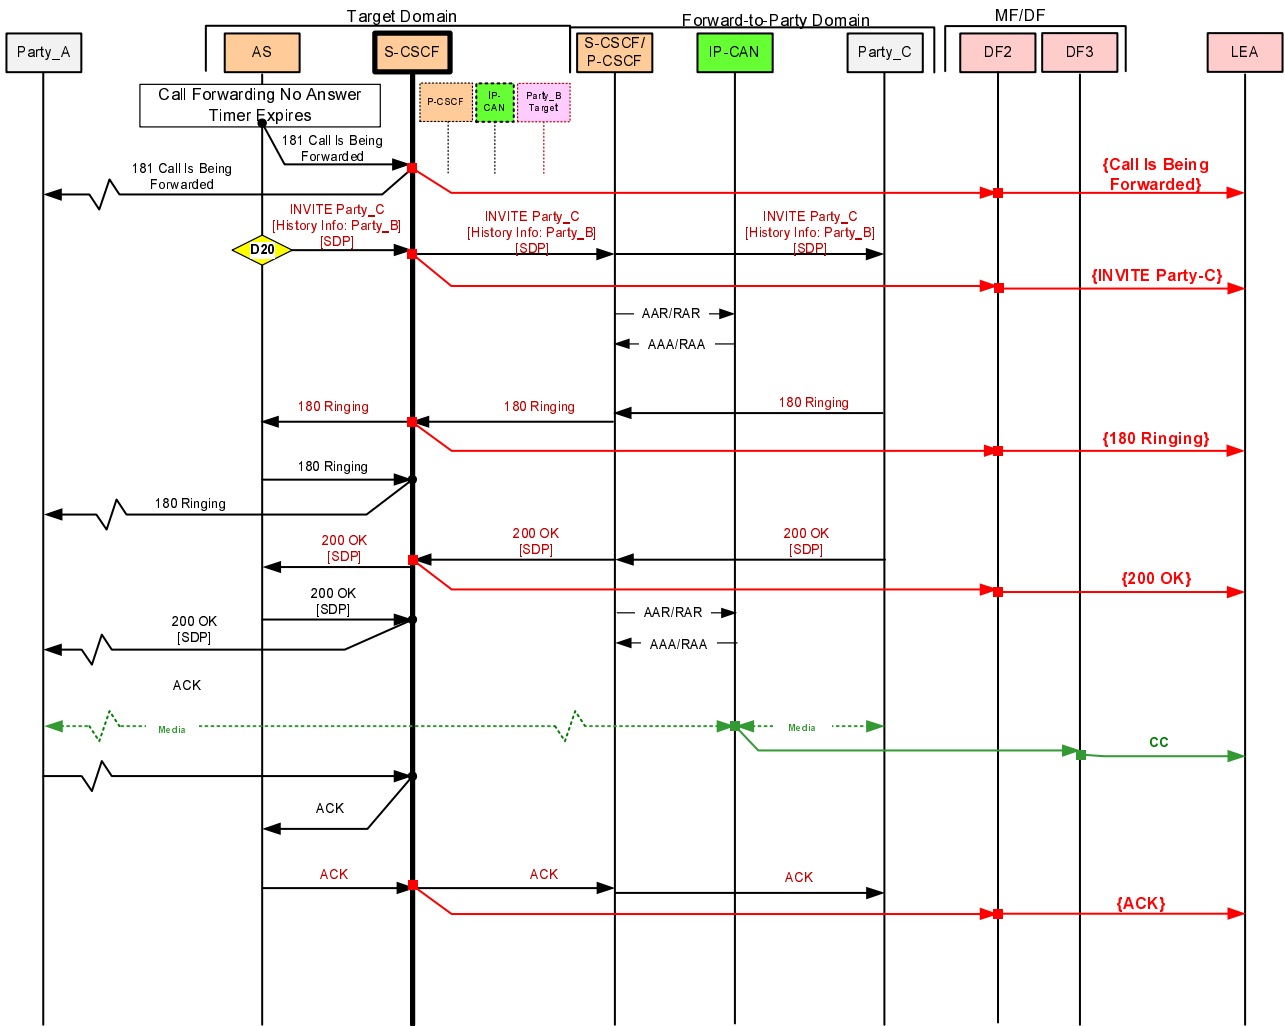 Target Domain
Forward-to-Party Domain
MF/DF
Party_A
AS
S-CSCF
S-CSCF/
P-CSCF
IP-CAN
Party_C
DF2
DF3
LEA
Call Forwarding No Answer
Timer Expires
P-CSCF
IP-
CAN
Party_B
Target
181 Call Is Being
Forwarded
181 Call Is Being
Forwarded
{Call Is Being
Forwarded}
D20
INVITE Party_C
[History Info: Party_B]
[SDP]
INVITE Party_C
[History Info: Party_B]
[SDP]
INVITE Party_C
[History Info: Party_B]
[SDP]
{INVITE Party-C}
AAR/RAR
AAA/RAA
180 Ringing
180 Ringing
180 Ringing
{180 Ringing}
180 Ringing
180 Ringing
200 OK
[SDP]
200 OK
[SDP]
200 OK
[SDP]
{200 OK}
200 OK
[SDP]
200 OK
[SDP]
AAR/RAR
AAA/RAA
ACK
Media
Media
CC
ACK
ACK
ACK
ACK
{ACK}